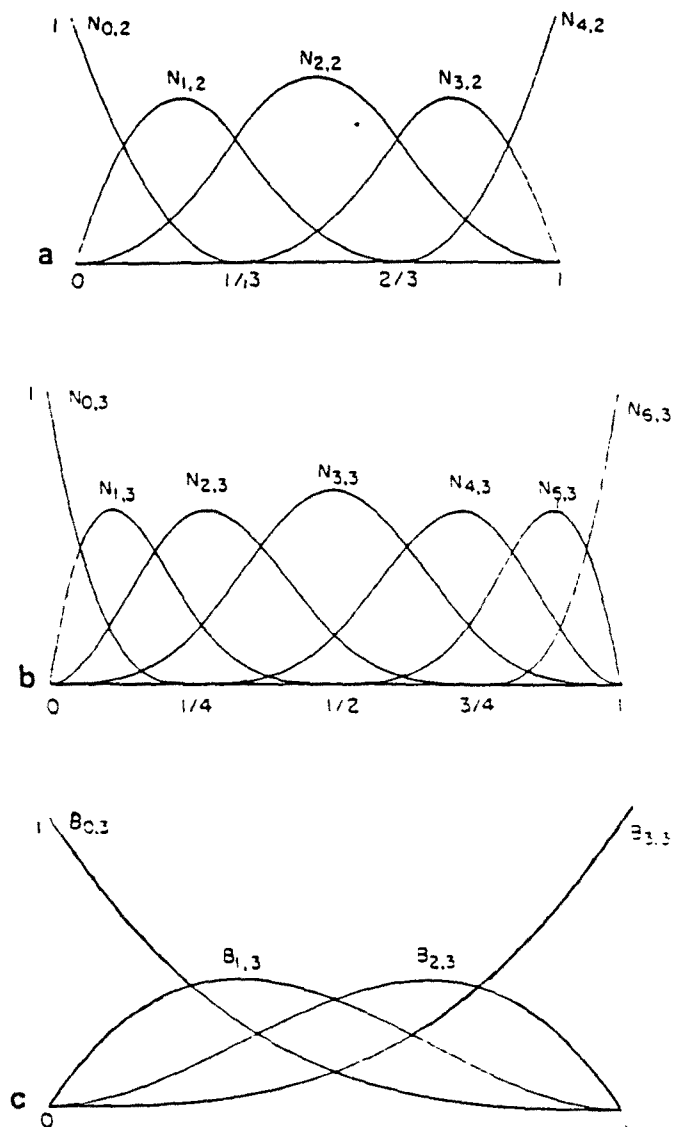 1 N0,2 N4,2
N1,2 N2,2 N3,2
a
0 1/3 2/3 1
1 N0,3 N6,3
N1,3 N2,3 N3,3 N4,3 N5,3
b
0 1/4 1/2 3/4 1
1 B0,3 B3,3
B1,3 B2,3
c
0